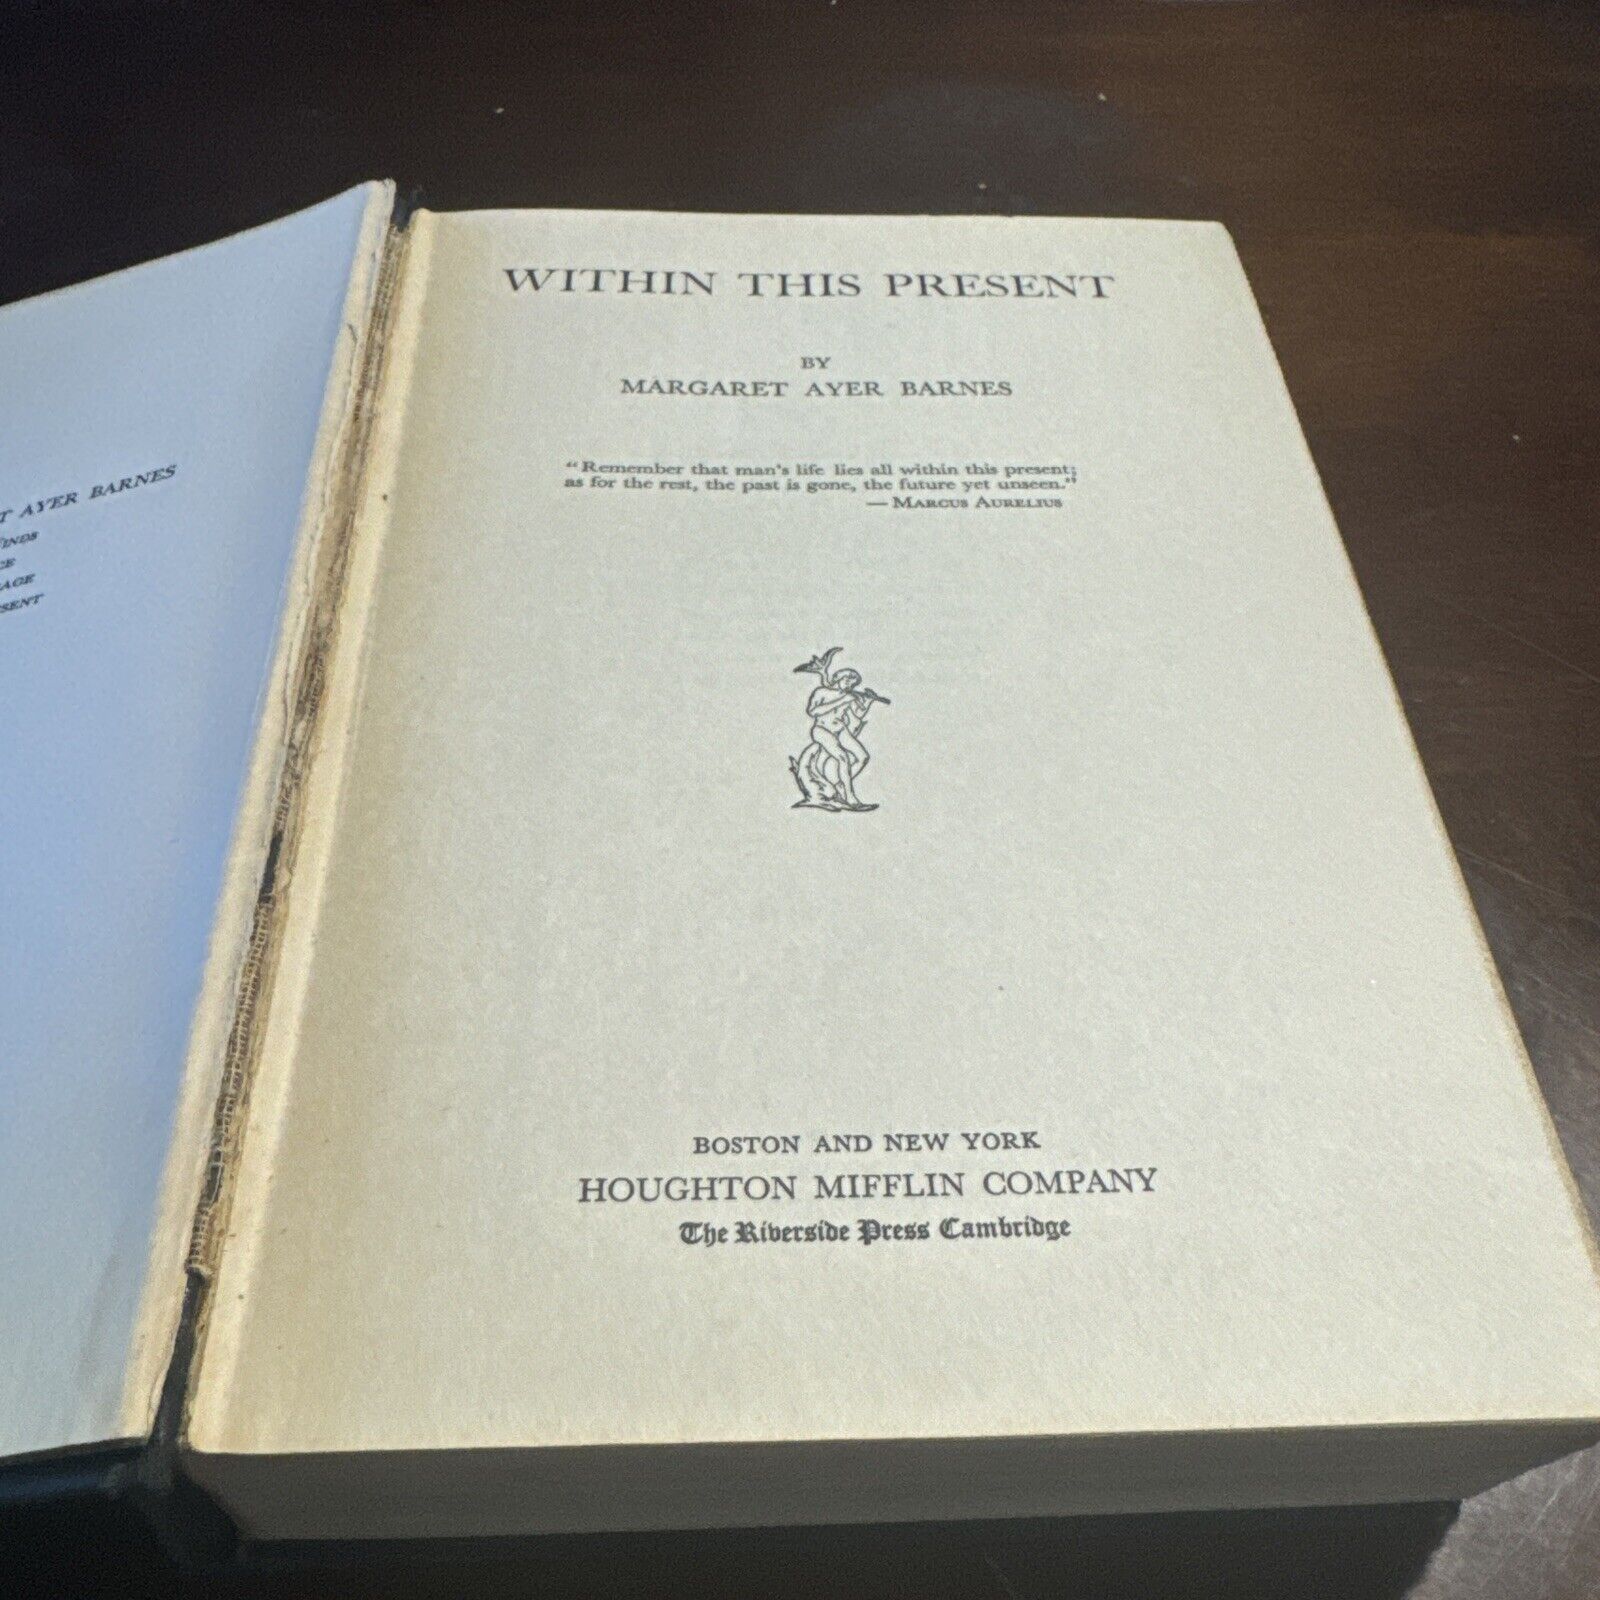 AYER BARNES
WITHIN THIS PRESENT
BY
MARGARET AYER BARNES
“Remember that man's life lies all within this present;
as for the rest, the past is gone, the future yet unseen.”
— MARCUS AURELIUS
BOSTON AND NEW YORK
HOUGHTON MIFFLIN COMPANY
The Riverside Press Cambridge